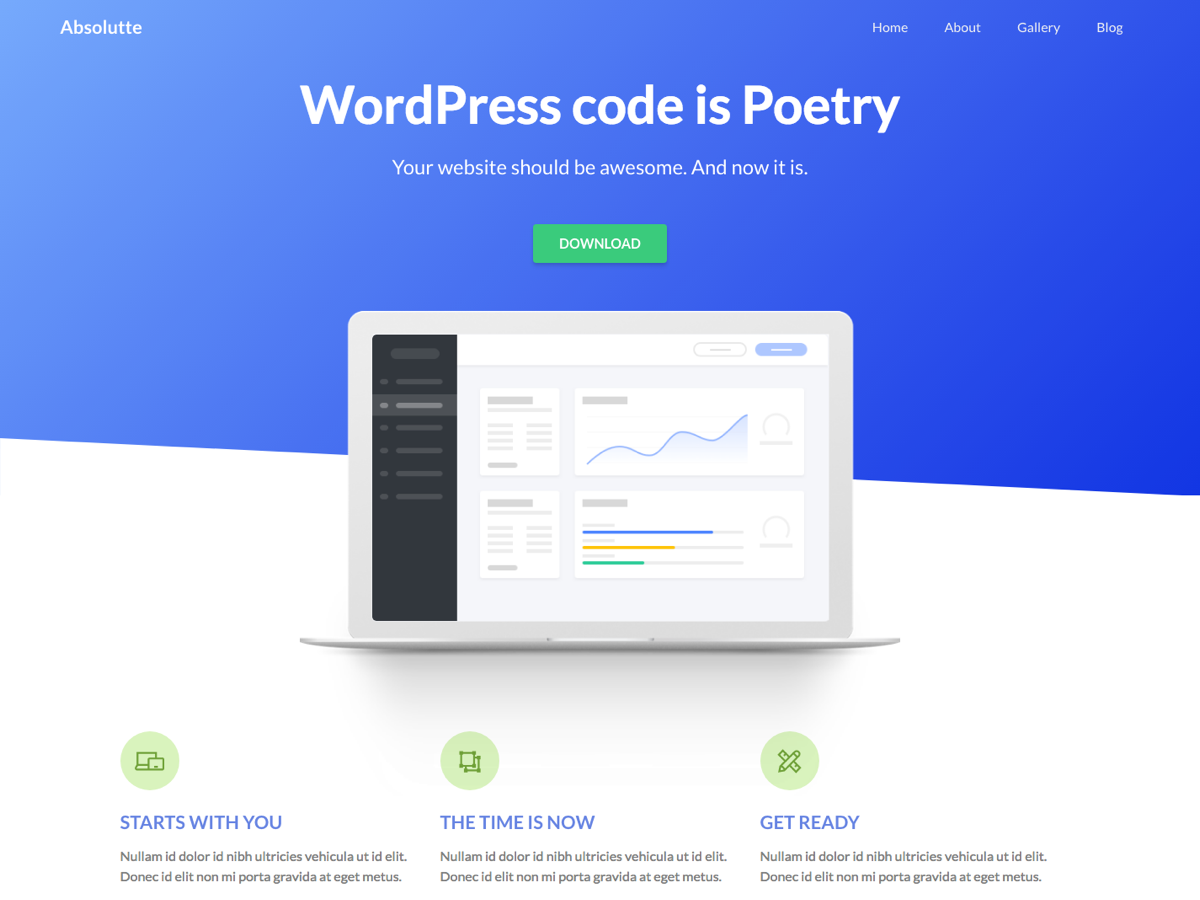 Absolutte
Home About Gallery Blog
WordPress code is Poetry
Your website should be awesome. And now it is.
DOWNLOAD
STARTS WITH YOU
Nullam id dolor id nibh ultricies vehicula ut id elit.
Donec id elit non mi porta gravida at eget metus.
THE TIME IS NOW
Nullam id dolor id nibh ultricies vehicula ut id elit.
Donec id elit non mi porta gravida at eget metus.
GET READY
Nullam id dolor id nibh ultricies vehicula ut id elit.
Donec id elit non mi porta gravida at eget metus.